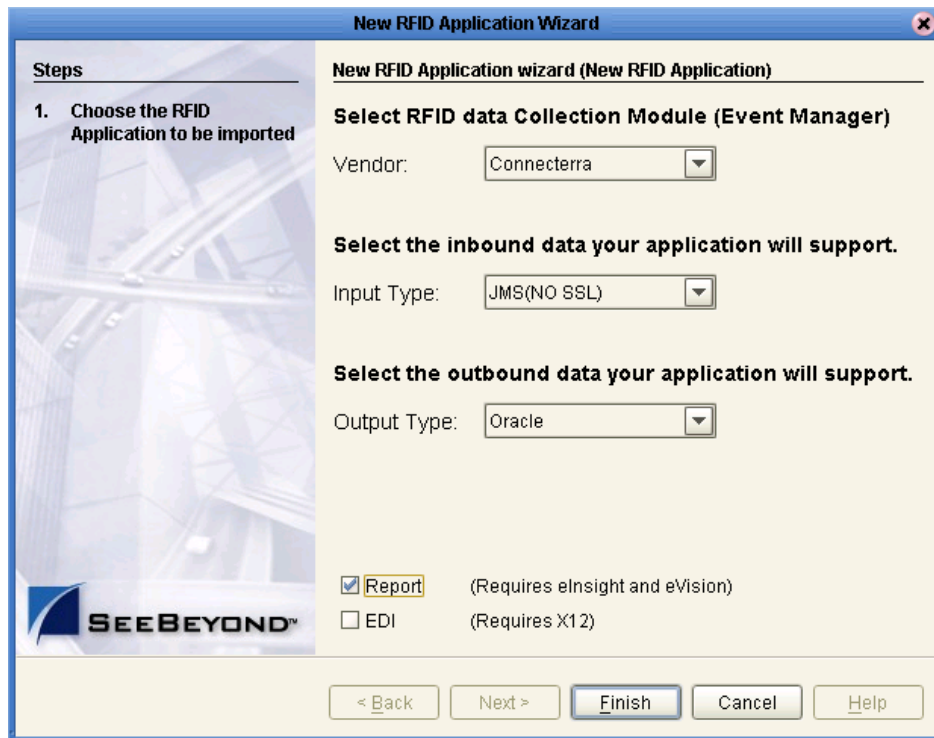 New RFID Application Wizard
Steps
1. Choose the RFID
Application to be imported
New RFID Application wizard (New RFID Application)
Select RFID data Collection Module (Event Manager)
Vendor: Connecterra
Select the inbound data your application will support.
Input Type: JMS(NO SSL)
Select the outbound data your application will support.
Output Type: Oracle
Report (Requires eInsight and eVision)
EDI (Requires X12)
SEEBEYOND™
< Back Next > Finish Cancel Help